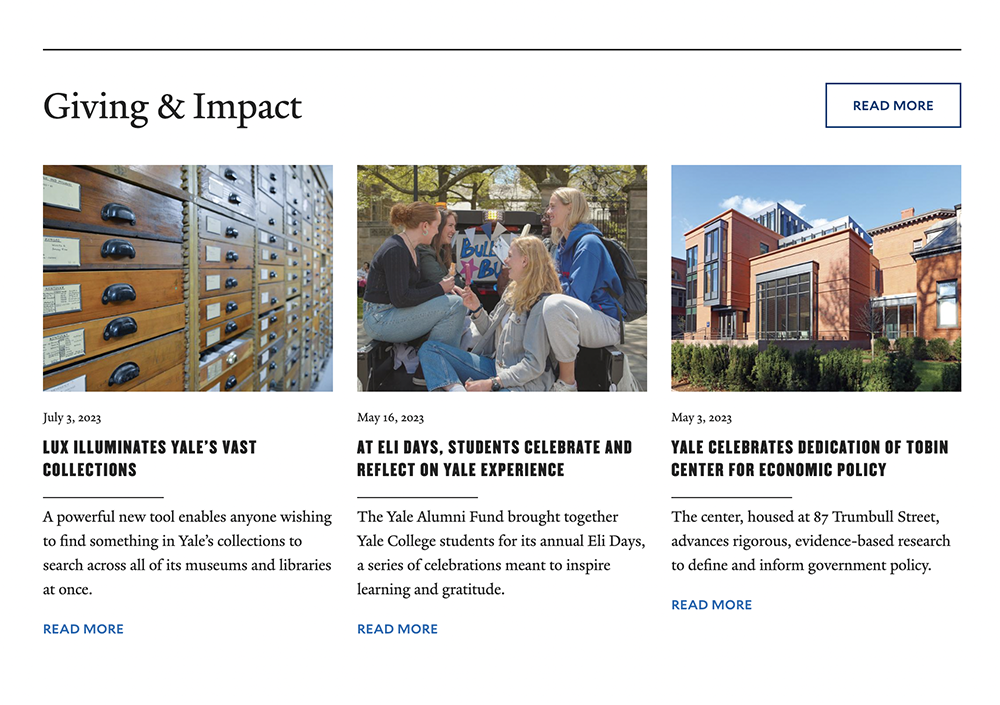 Giving & Impact
READ MORE
July 3, 2023
LUX ILLUMINATES YALE’S VAST
COLLECTIONS
A powerful new tool enables anyone wishing
to find something in Yale’s collections to
search across all of its museums and libraries
at once.
READ MORE
May 16, 2023
AT ELI DAYS, STUDENTS CELEBRATE AND
REFLECT ON YALE EXPERIENCE
The Yale Alumni Fund brought together
Yale College students for its annual Eli Days,
a series of celebrations meant to inspire
learning and gratitude.
READ MORE
May 3, 2023
YALE CELEBRATES DEDICATION OF TOBIN
CENTER FOR ECONOMIC POLICY
The center, housed at 87 Trumbull Street,
advances rigorous, evidence-based research
to define and inform government policy.
READ MORE